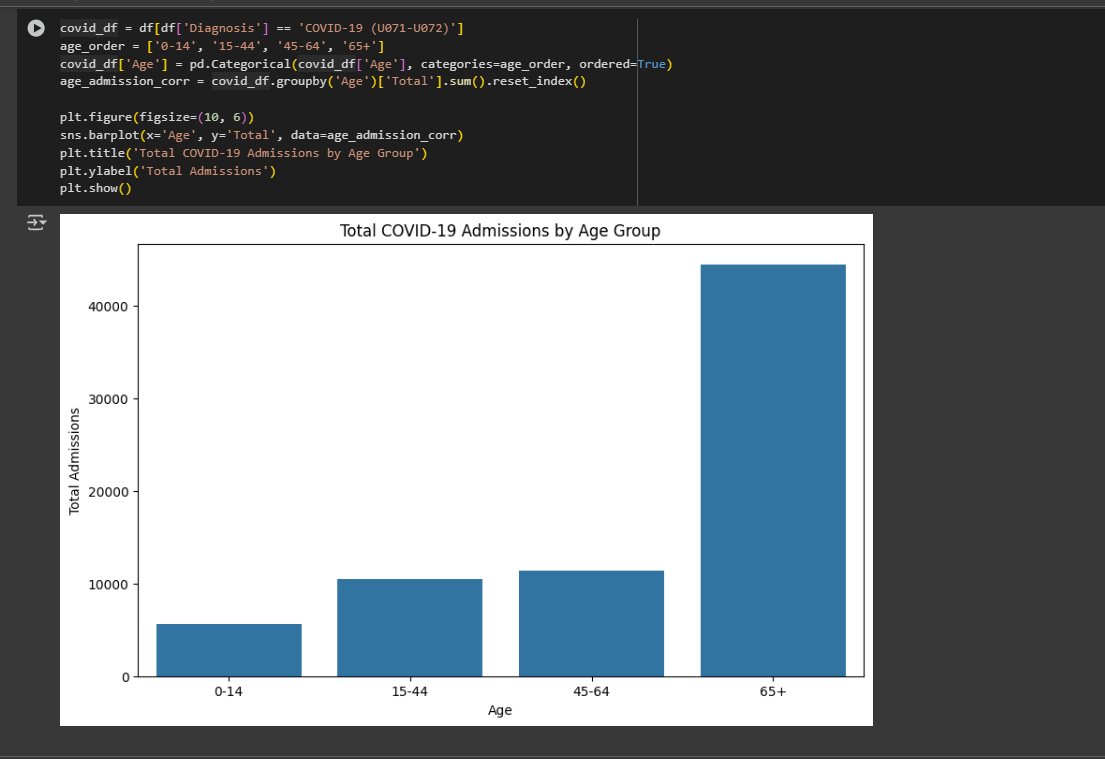 covid_df = df[df['Diagnosis'] == 'COVID-19 (U071-U072)']
age_order = ['0-14', '15-44', '45-64', '65+']
covid_df['Age'] = pd.Categorical(covid_df['Age'], categories=age_order, ordered=True)
age_admission_corr = covid_df.groupby('Age')['Total'].sum().reset_index()
plt.figure(figsize=(10, 6))
sns.barplot(x='Age', y='Total', data=age_admission_corr)
plt.title('Total COVID-19 Admissions by Age Group')
plt.ylabel('Total Admissions')
plt.show()
Total COVID-19 Admissions by Age Group
Total Admissions
40000
30000
20000
10000
0
0-14 15-44 45-64 65+
Age